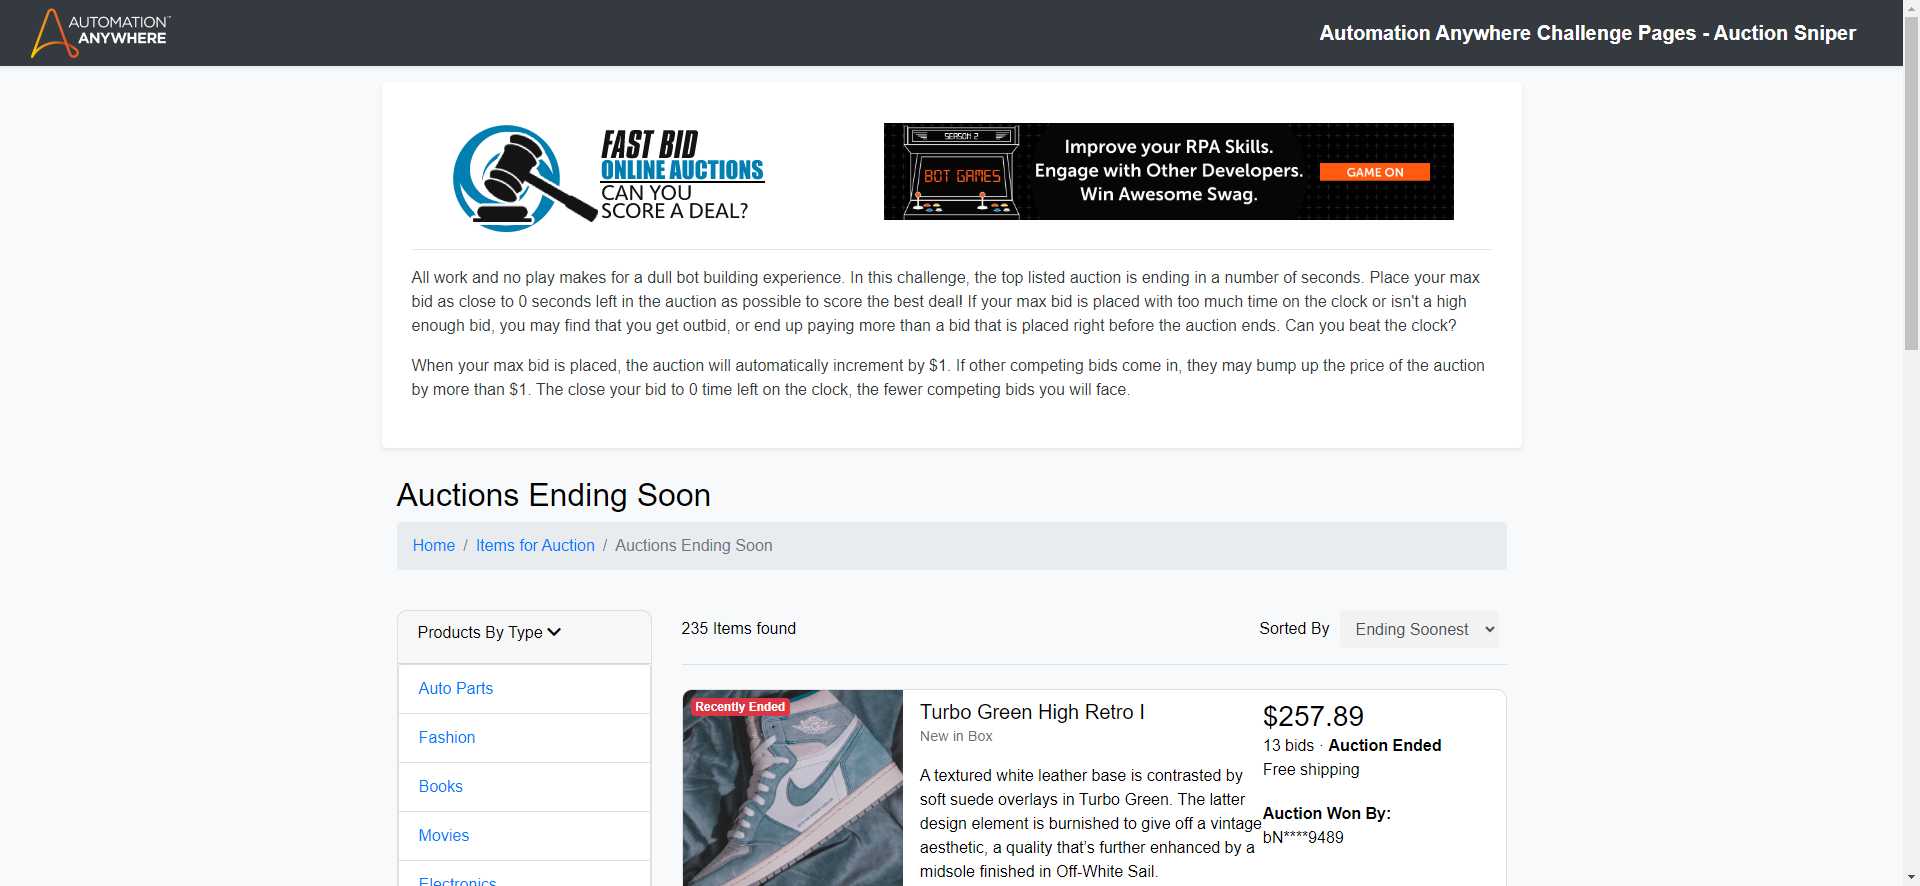 AUTOMATION
ANYWHERE
Automation Anywhere Challenge Pages - Auction Sniper
FAST BID
ONLINE AUCTIONS
CAN YOU
SCORE A DEAL?
SEASON 2
BOT GAMES
Improve your RPA Skills.
Engage with Other Developers.
Win Awesome Swag.
GAME ON
All work and no play makes for a dull bot building experience. In this challenge, the top listed auction is ending in a number of seconds. Place your max
bid as close to 0 seconds left in the auction as possible to score the best deal! If your max bid is placed with too much time on the clock or isn't a high
enough bid, you may find that you get outbid, or end up paying more than a bid that is placed right before the auction ends. Can you beat the clock?
When your max bid is placed, the auction will automatically increment by $1. If other competing bids come in, they may bump up the price of the auction
by more than $1. The close your bid to 0 time left on the clock, the fewer competing bids you will face.
Auctions Ending Soon
Home / Items for Auction / Auctions Ending Soon
Products By Type
Auto Parts
Fashion
Books
Movies
Electronics
235 Items found
Sorted By Ending Soonest
Recently Ended
Turbo Green High Retro I
New in Box
A textured white leather base is contrasted by
soft suede overlays in Turbo Green. The latter
design element is burnished to give off a vintage
aesthetic, a quality that's further enhanced by a
midsole finished in Off-White Sail.
$257.89
13 bids · Auction Ended
Free shipping
Auction Won By:
bN****9489